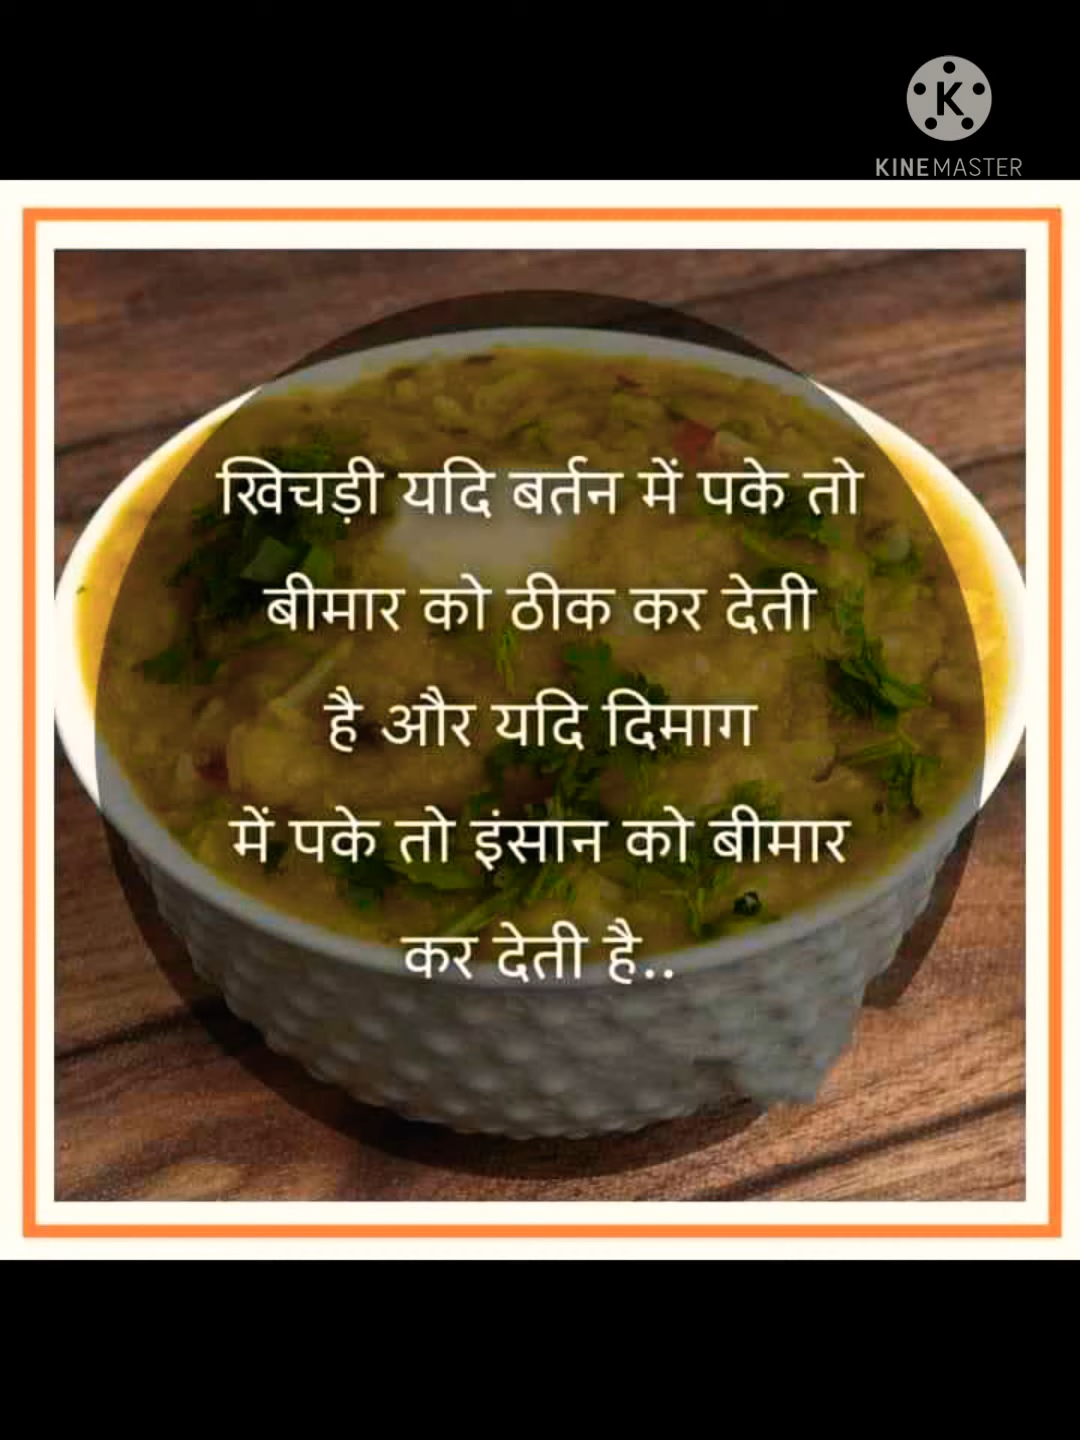 KINEMASTER
खिचड़ी यदि बर्तन में पके तो
बीमार को ठीक कर देती
है और यदि दिमाग
में पके तो इंसान को बीमार
कर देती है..